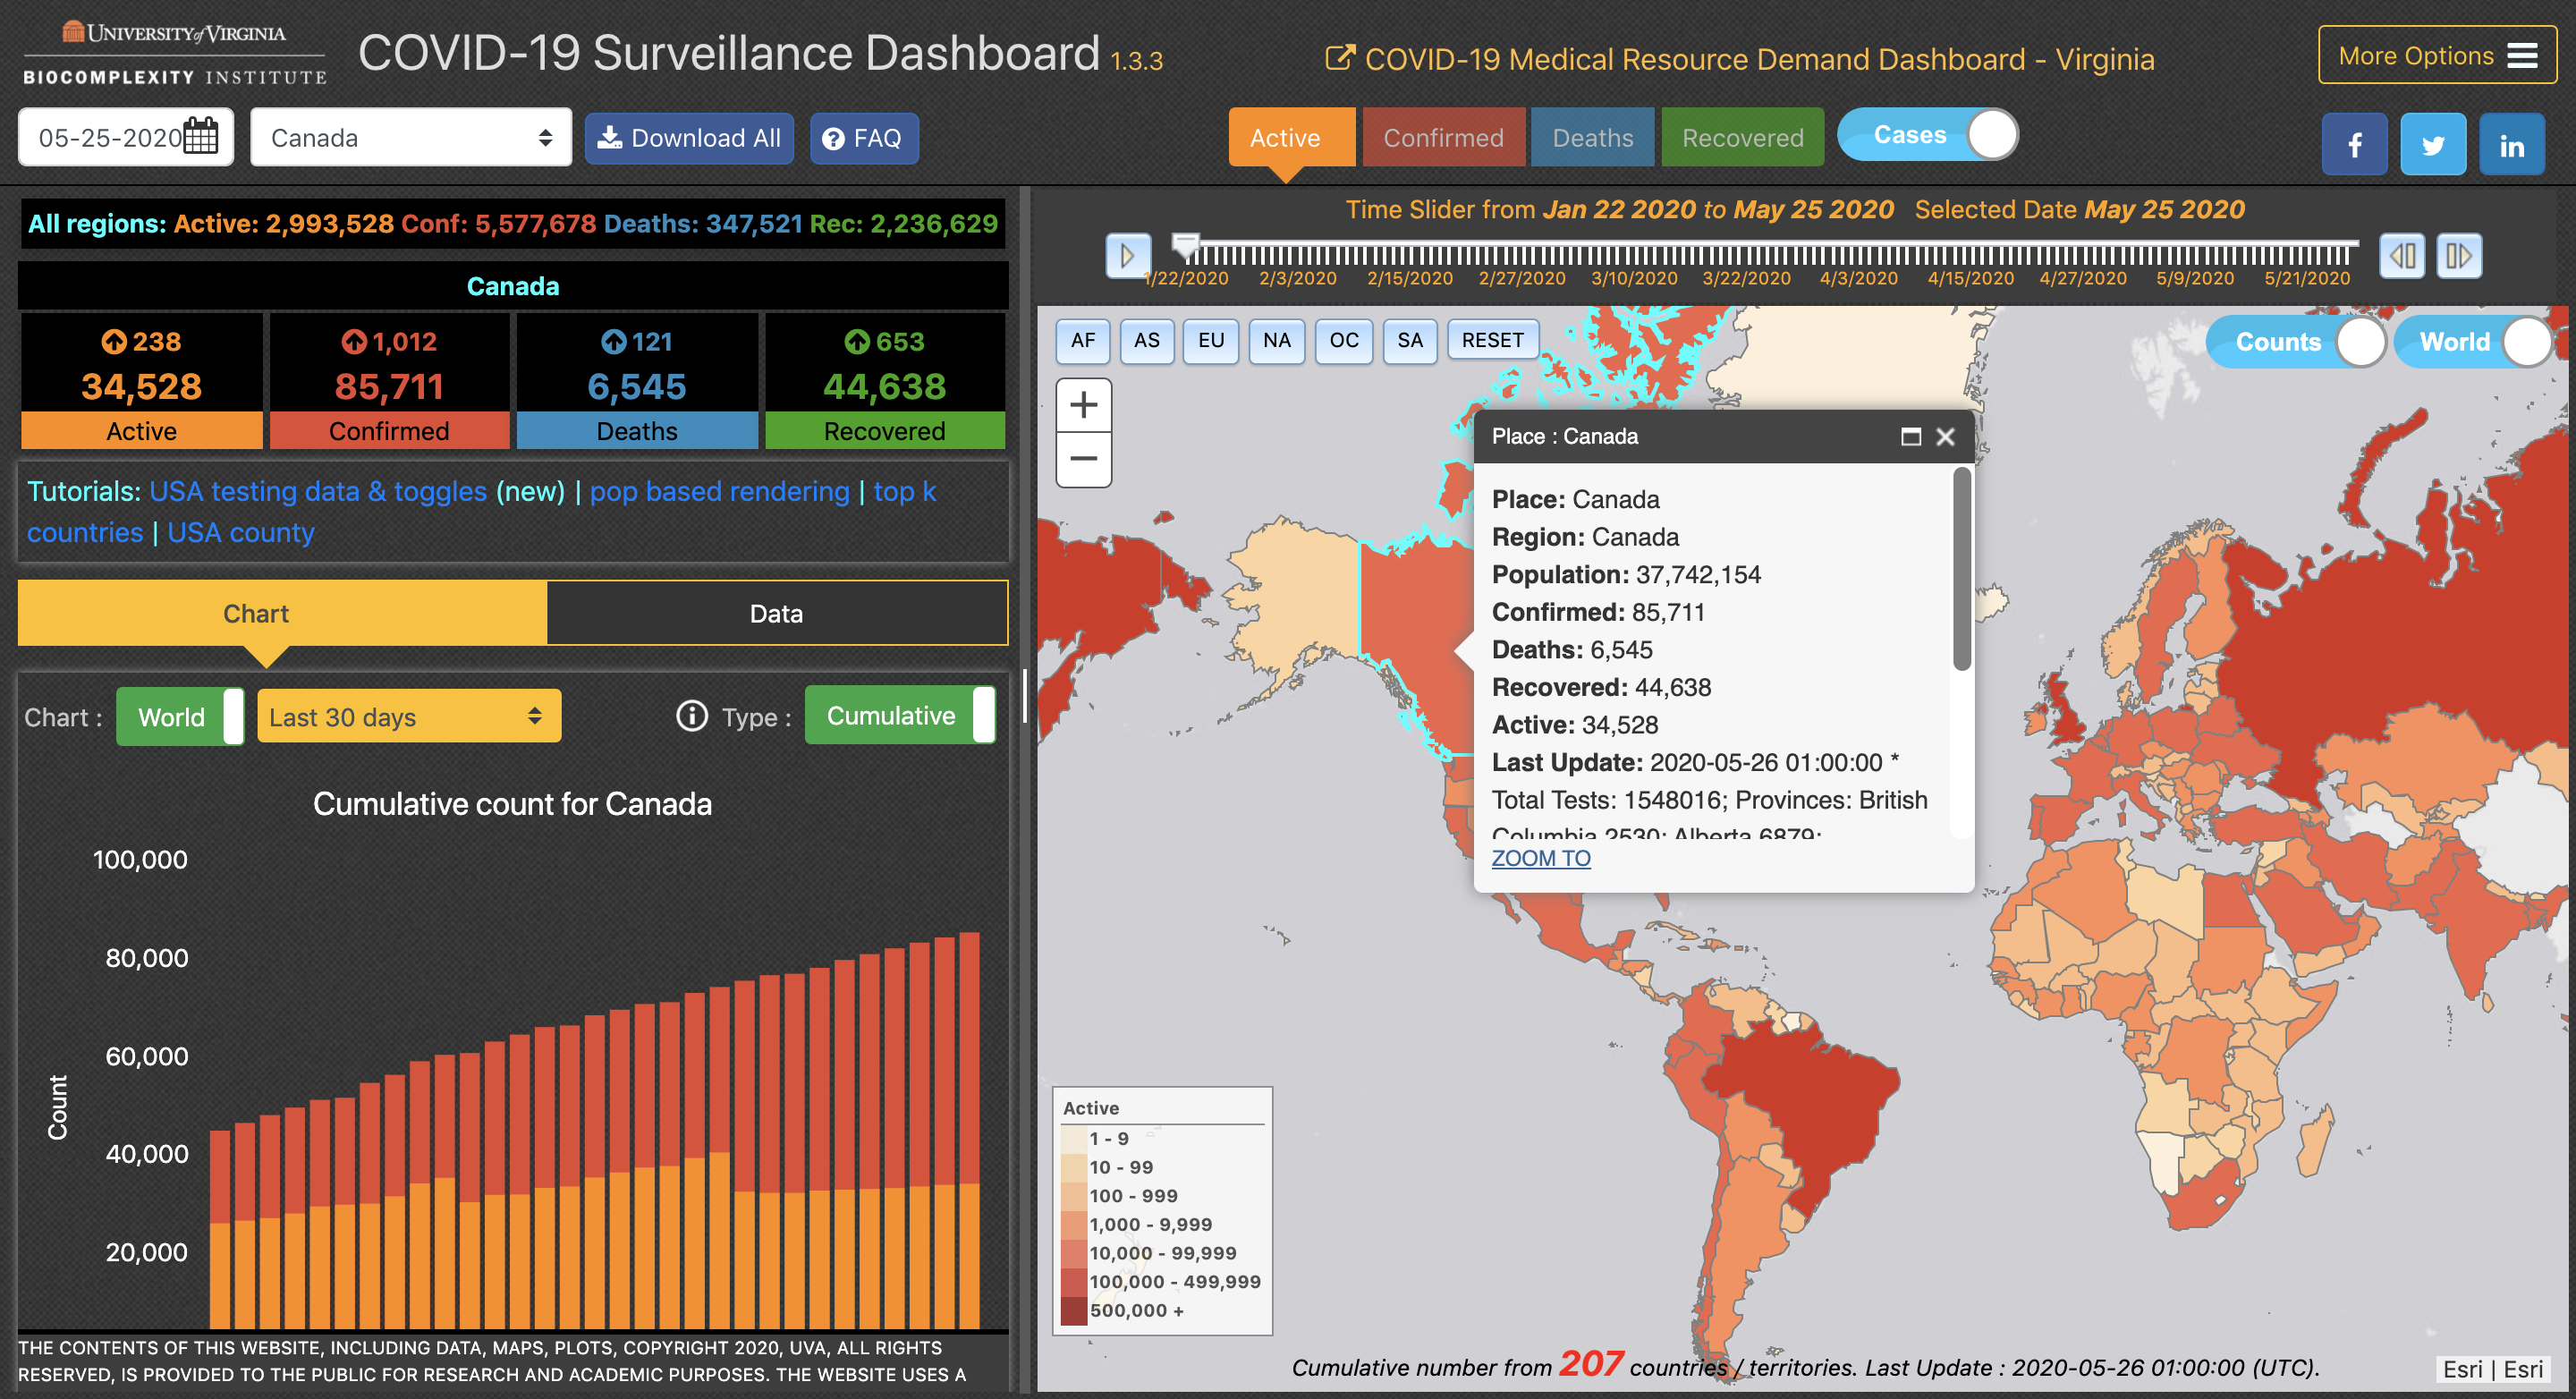 UNIVERSITY of VIRGINIA
BIOCOMPLEXITY INSTITUTE
COVID-19 Surveillance Dashboard 1.3.3
COVID-19 Medical Resource Demand Dashboard - Virginia
More Options
05-25-2020
Canada
Download All
FAQ
Active
Confirmed
Deaths
Recovered
Cases
All regions: Active: 2,993,528 Conf: 5,577,678 Deaths: 347,521 Rec: 2,236,629
Canada
238
34,528
Active
1,012
85,711
Confirmed
121
6,545
Deaths
653
44,638
Recovered
Tutorials: USA testing data & toggles (new) | pop based rendering | top k
countries | USA county
Chart
Data
Chart :
World
Last 30 days
Type :
Cumulative
Cumulative count for Canada
100,000
80,000
60,000
40,000
20,000
Count
THE CONTENTS OF THIS WEBSITE, INCLUDING DATA, MAPS, PLOTS, COPYRIGHT 2020, UVA, ALL RIGHTS
RESERVED, IS PROVIDED TO THE PUBLIC FOR RESEARCH AND ACADEMIC PURPOSES. THE WEBSITE USES A
Time Slider from Jan 22 2020 to May 25 2020 Selected Date May 25 2020
1/22/2020 2/3/2020 2/15/2020 2/27/2020 3/10/2020 3/22/2020 4/3/2020 4/15/2020 4/27/2020 5/9/2020 5/21/2020
AF
AS
EU
NA
OC
SA
RESET
Counts
World
+
−
Place : Canada
Place: Canada
Region: Canada
Population: 37,742,154
Confirmed: 85,711
Deaths: 6,545
Recovered: 44,638
Active: 34,528
Last Update: 2020-05-26 01:00:00 *
Total Tests: 1548016; Provinces: British
Columbia 2530; Alberta 6879;
ZOOM TO
Active
1 - 9
10 - 99
100 - 999
1,000 - 9,999
10,000 - 99,999
100,000 - 499,999
500,000 +
Cumulative number from 207 countries / territories. Last Update : 2020-05-26 01:00:00 (UTC).
Esri | Esri